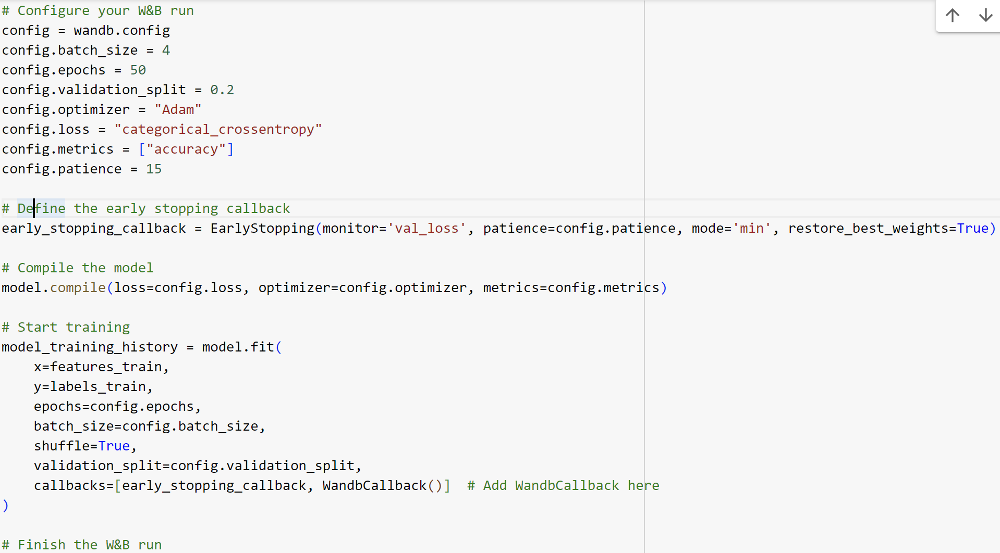 # Configure your W&B run
config = wandb.config
config.batch_size = 4
config.epochs = 50
config.validation_split = 0.2
config.optimizer = "Adam"
config.loss = "categorical_crossentropy"
config.metrics = ["accuracy"]
config.patience = 15

# Define the early stopping callback
early_stopping_callback = EarlyStopping(monitor='val_loss', patience=config.patience, mode='min', restore_best_weights=True)

# Compile the model
model.compile(loss=config.loss, optimizer=config.optimizer, metrics=config.metrics)

# Start training
model_training_history = model.fit(
    x=features_train,
    y=labels_train,
    epochs=config.epochs,
    batch_size=config.batch_size,
    shuffle=True,
    validation_split=config.validation_split,
    callbacks=[early_stopping_callback, WandbCallback()]  # Add WandbCallback here
)

# Finish the W&B run